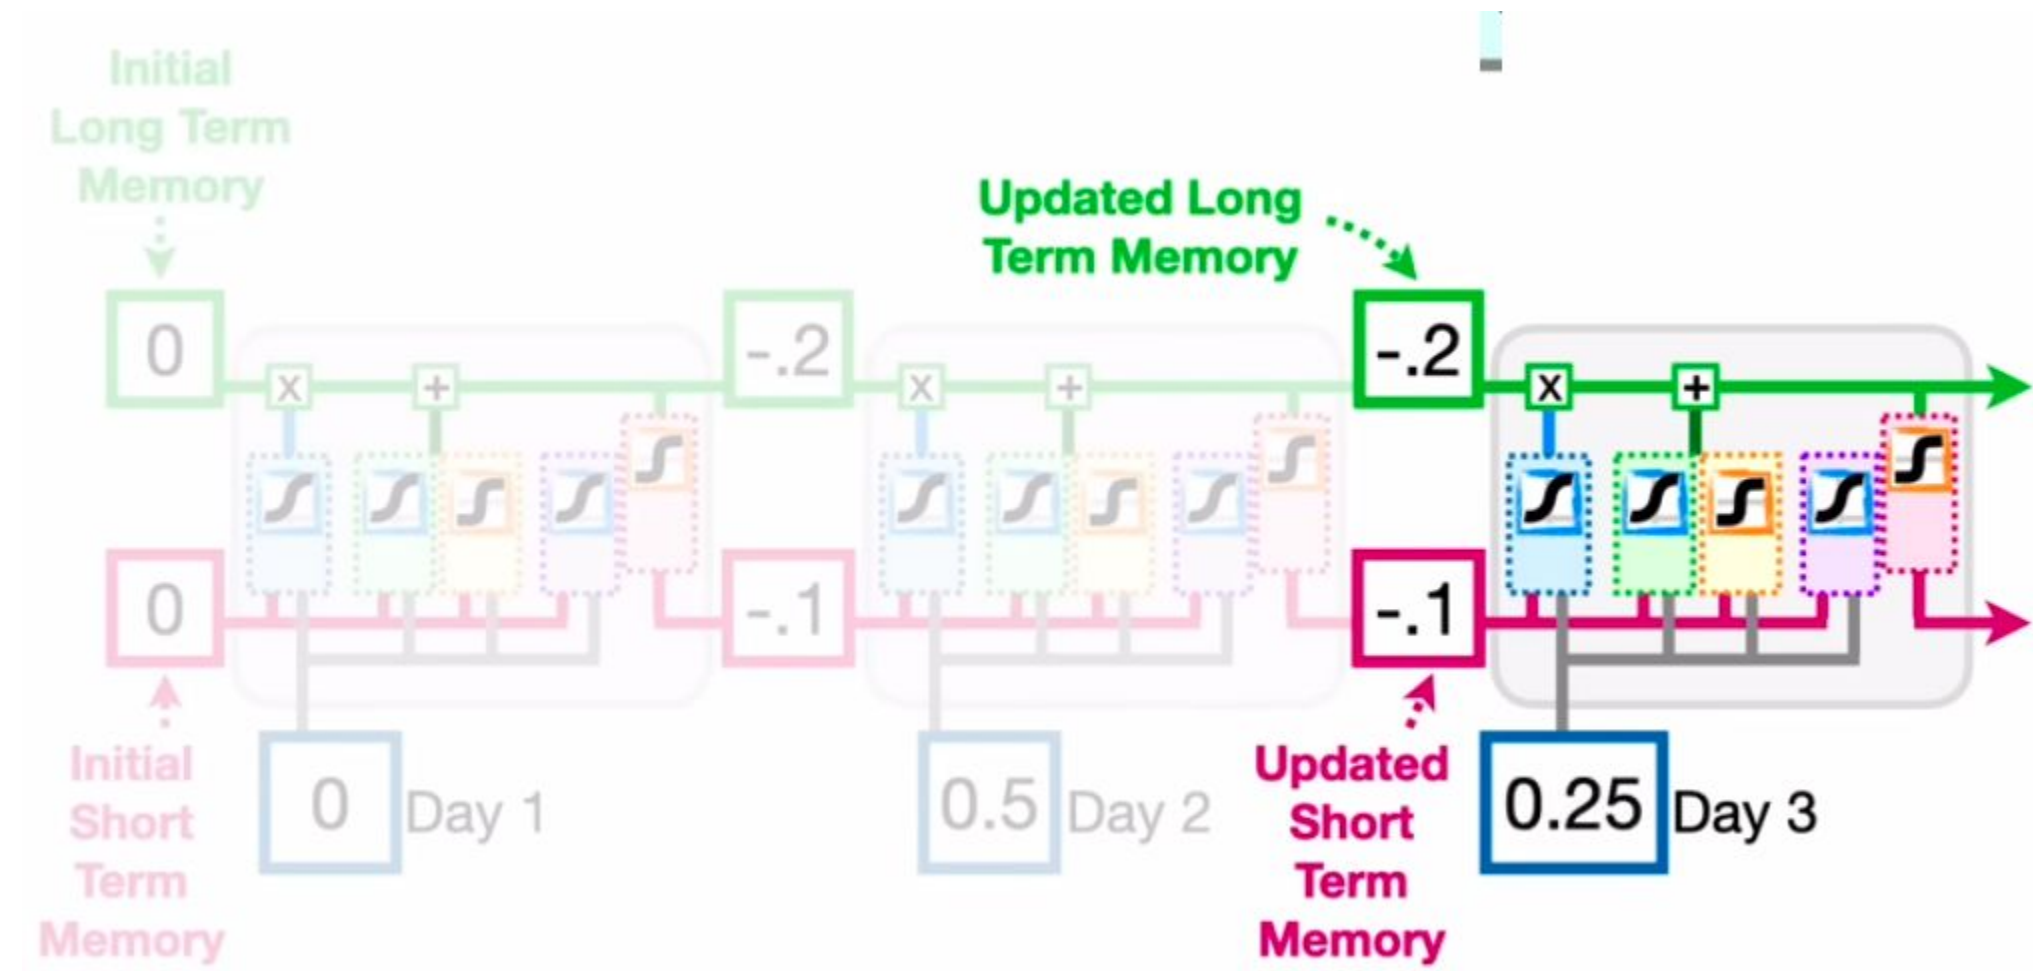 Initial
Long Term
Memory
Updated Long
Term Memory
0
-.2
-.2
x
+
x
+
x
+
0
-.1
-.1
Initial
Short
Term
Memory
0
Day 1
0.5
Day 2
Updated
Short
Term
Memory
0.25
Day 3